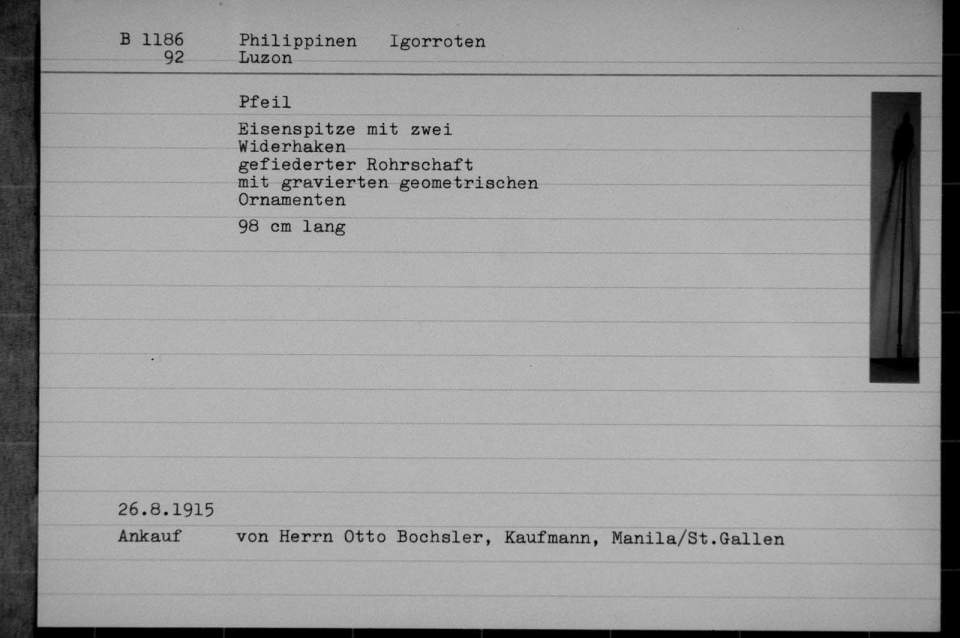 B 1186 Philippinen Igorroten
92 Luzon
Pfeil
Eisenspitze mit zwei
Widerhaken
gefiederter Rohrschaft
mit gravierten geometrischen
Ornamenten
98 cm lang
26.8.1915
Ankauf von Herrn Otto Bochsler, Kaufmann, Manila/St.Gallen